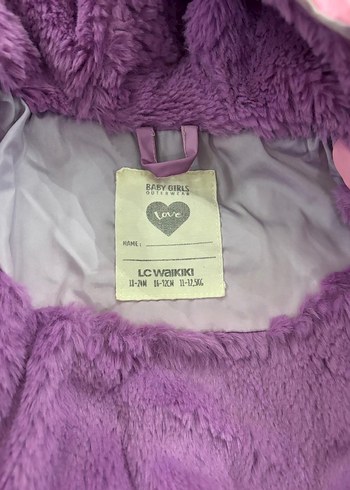 BABY GIRLS
OUTERWEAR
Love
NAME:
LC WAIKIKI
18-24M 86-92CM 11-12,5KG